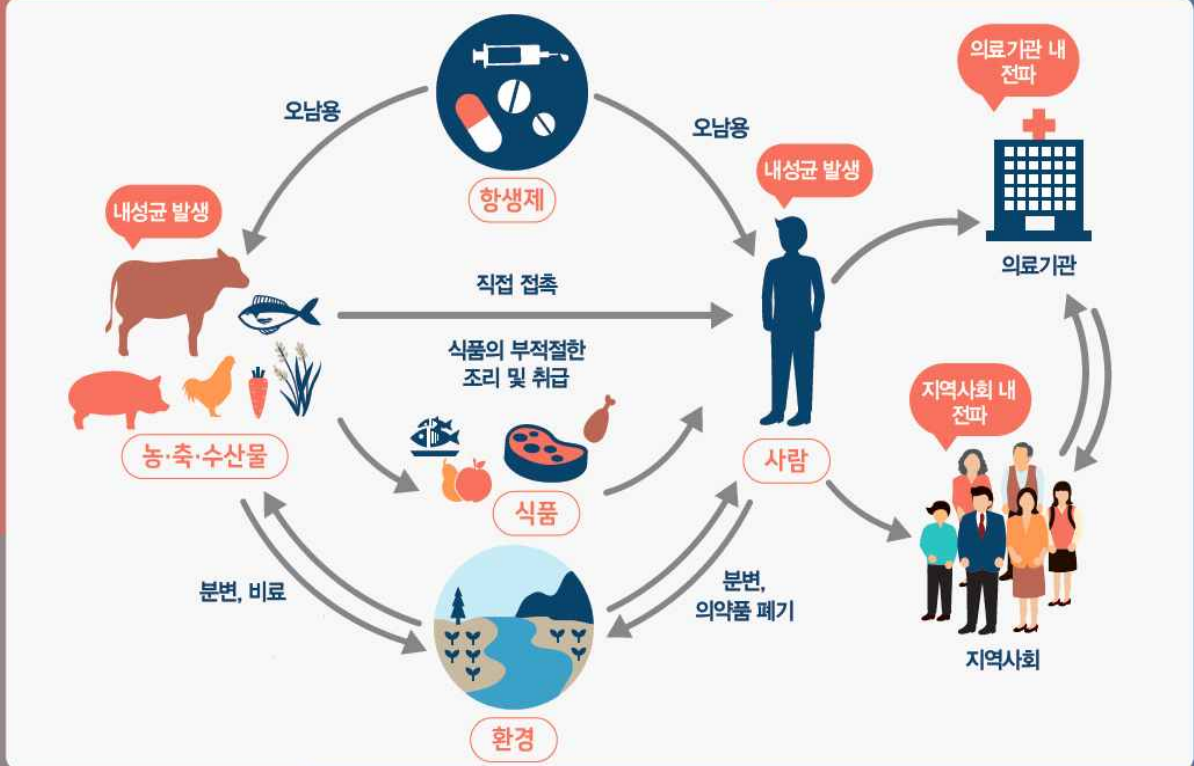 의료기관 내
전파
오남용
오남용
내성균 발생
항생제
내성균 발생
의료기관
직접 접촉
식품의 부적절한
조리 및 취급
지역사회 내
전파
농·축·수산물
사람
식품
분변, 비료
분변,
의약품 폐기
지역사회
환경